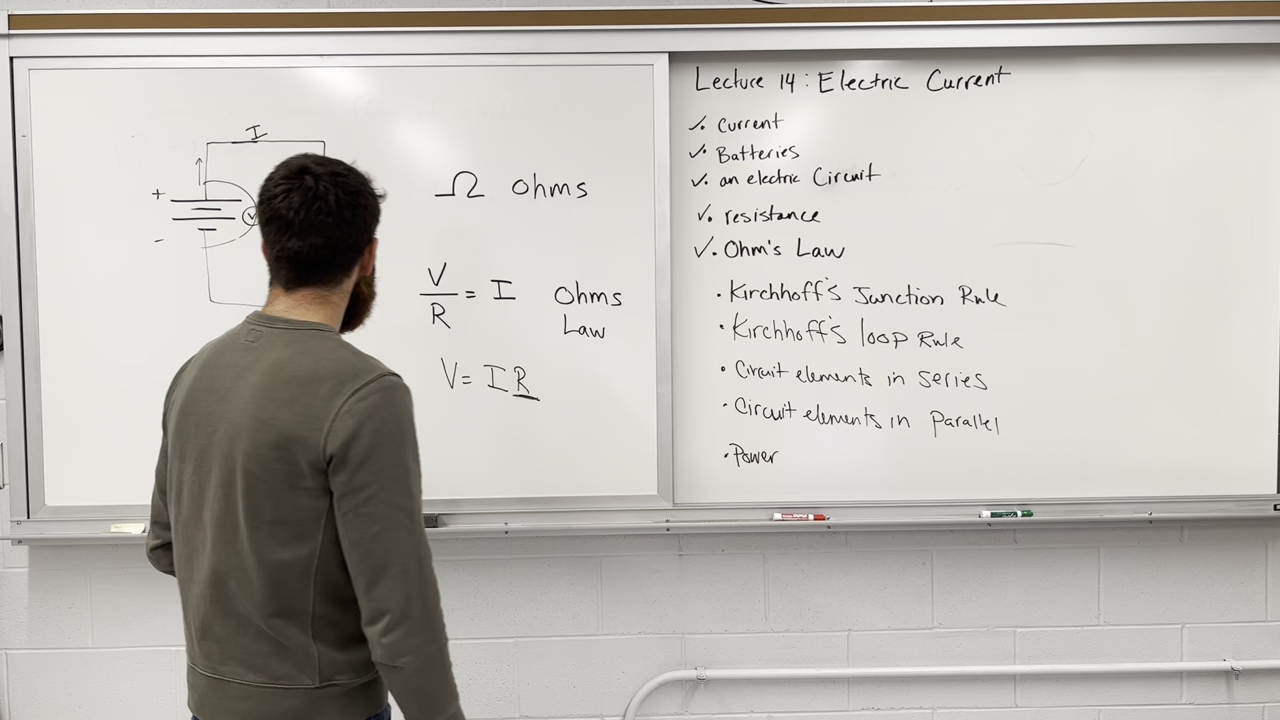 I
+
-
V
Ω ohms
V
R
= I
Ohms
Law
V= IR
Lecture 14: Electric Current
✓. Current
✓. Batteries
✓. an electric Circuit
✓. resistance
✓. Ohm's Law
. Kirchhoff's Junction Rule
. Kirchhoff's loop Rule
. Circuit elements in series
. Circuit elements in Parallel
. Power